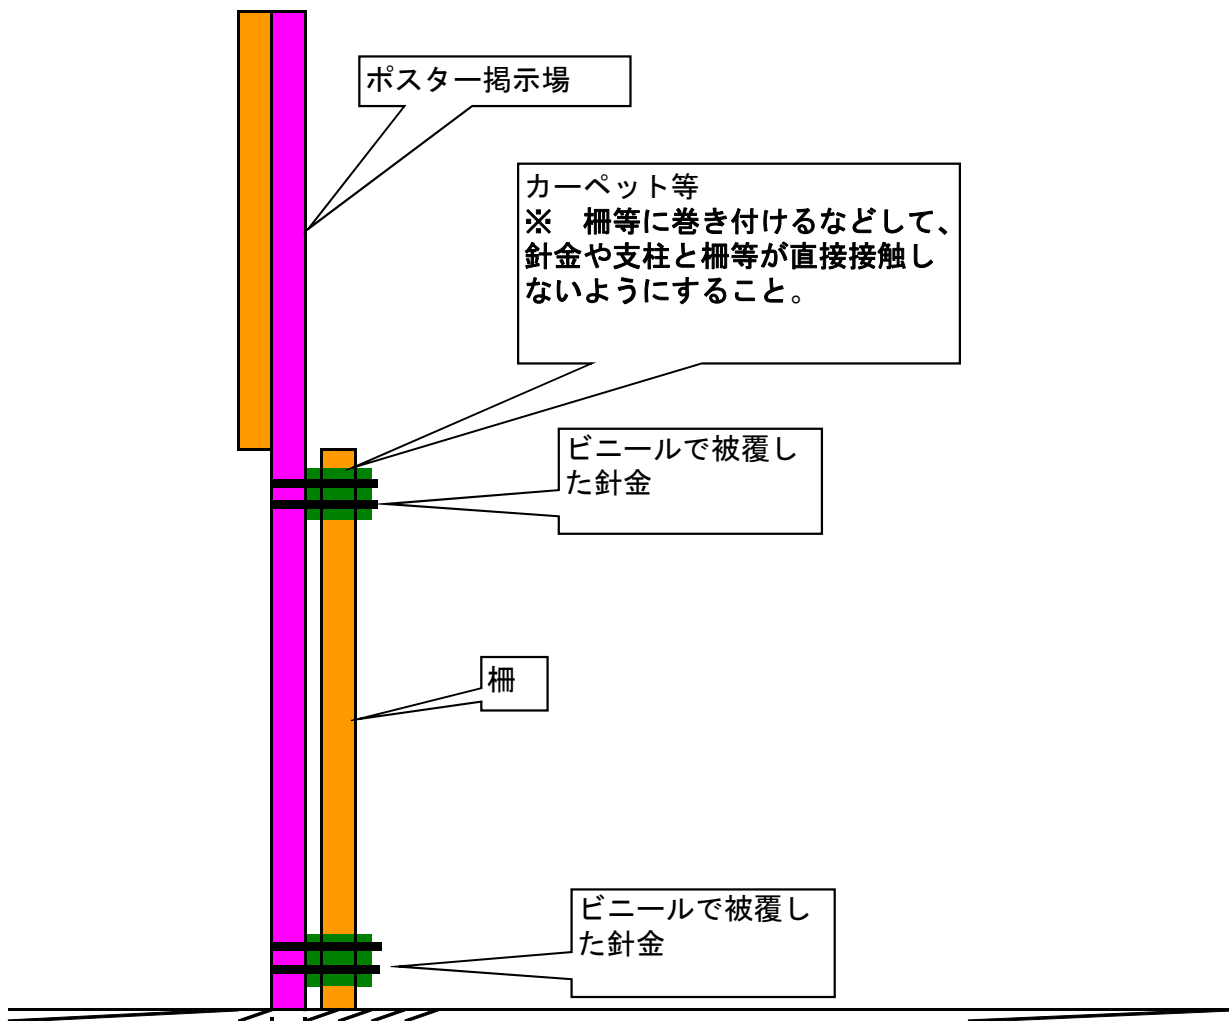 ポスター掲示場
カーペット等
※　柵等に巻き付けるなどして、
針金や支柱と柵等が直接接触し
ないようにすること。
ビニールで被覆し
た針金
柵
ビニールで被覆し
た針金